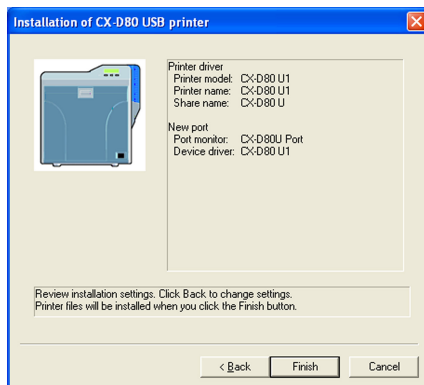 Installation of CX-D80 USB printer
Printer driver
Printer model: CX-D80 U1
Printer name: CX-D80 U1
Share name: CX-D80 U
New port
Port monitor: CX-D80U Port
Device driver: CX-D80 U1
Review installation settings. Click Back to change settings.
Printer files will be installed when you click the Finish button.
< Back Finish Cancel